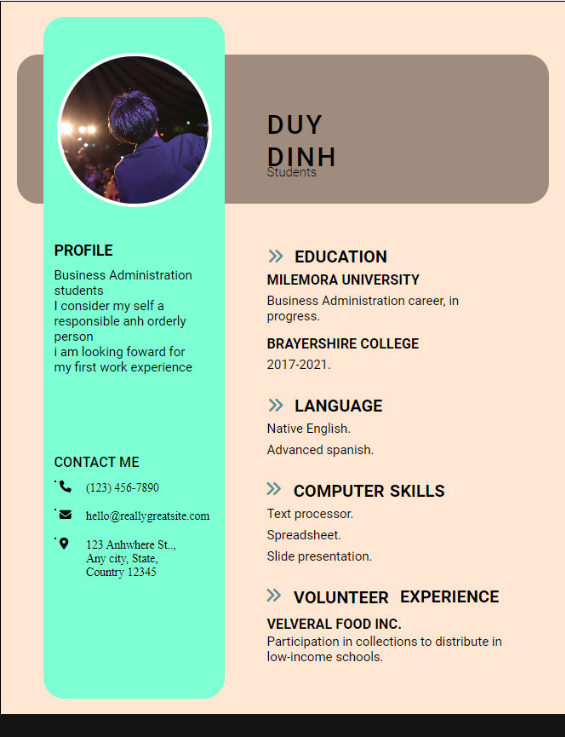 DUY
DINH
Students
PROFILE
Business Administration
students
I consider my self a
responsible anh orderly
person
i am looking foward for
my first work experience
CONTACT ME
(123) 456-7890
hello@reallygreatsite.com
123 Anhwhere St..,
Any city, State,
Country 12345
EDUCATION
MILEMORA UNIVERSITY
Business Administration career, in
progress.
BRAYERSHIRE COLLEGE
2017-2021.
LANGUAGE
Native English.
Advanced spanish.
COMPUTER SKILLS
Text processor.
Spreadsheet.
Slide presentation.
VOLUNTEER EXPERIENCE
VELVERAL FOOD INC.
Participation in collections to distribute in
low-income schools.